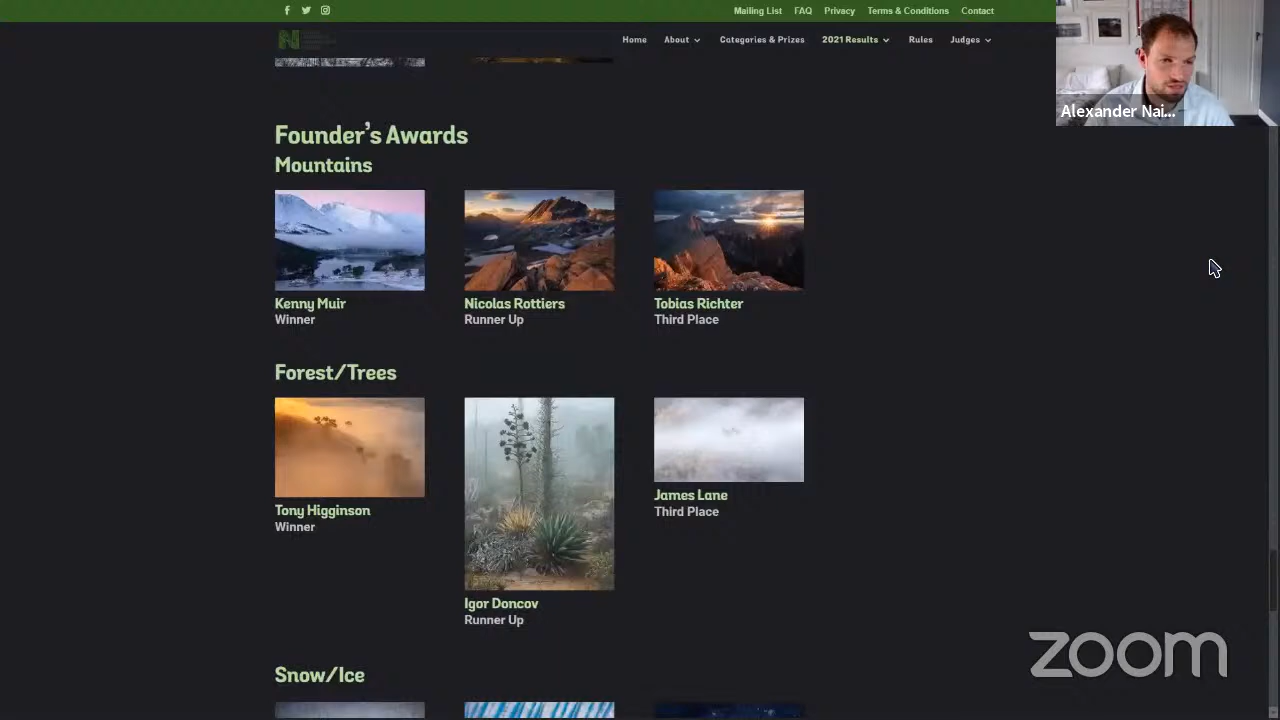 Mailing List FAQ Privacy Terms & Conditions Contact
Home About Categories & Prizes 2021 Results Rules Judges
Alexander Nai...
Founder's Awards
Mountains
Kenny Muir
Winner
Nicolas Rottiers
Runner Up
Tobias Richter
Third Place
Forest/Trees
Tony Higginson
Winner
Igor Doncov
Runner Up
James Lane
Third Place
Snow/Ice
zoom